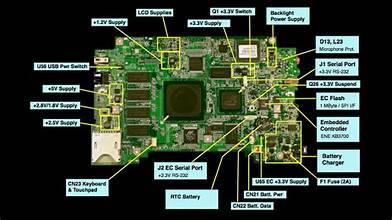 LCD Supplies
Q1 +3.3V Switch
Backlight
Power Supply
+1.2V Supply
D13, L23
Microphone Prot.
U56 USB Pwr Switch
J1 Serial Port
+3.3V RS-232
+5V Supply
Q26 +3.3V Suspend
+2.8V/1.8V Supply
EC Flash
1 MByte / SPI I/F
+2.5V Supply
Embedded
Controller
ENE KB3700
Battery
Charger
J2 EC Serial Port
+3.3V RS-232
CN23 Keyboard
& Touchpad
U65 EC +3.3V Supply
F1 Fuse (2A)
RTC Battery
CN21 Batt. Pwr
CN22 Batt. Data